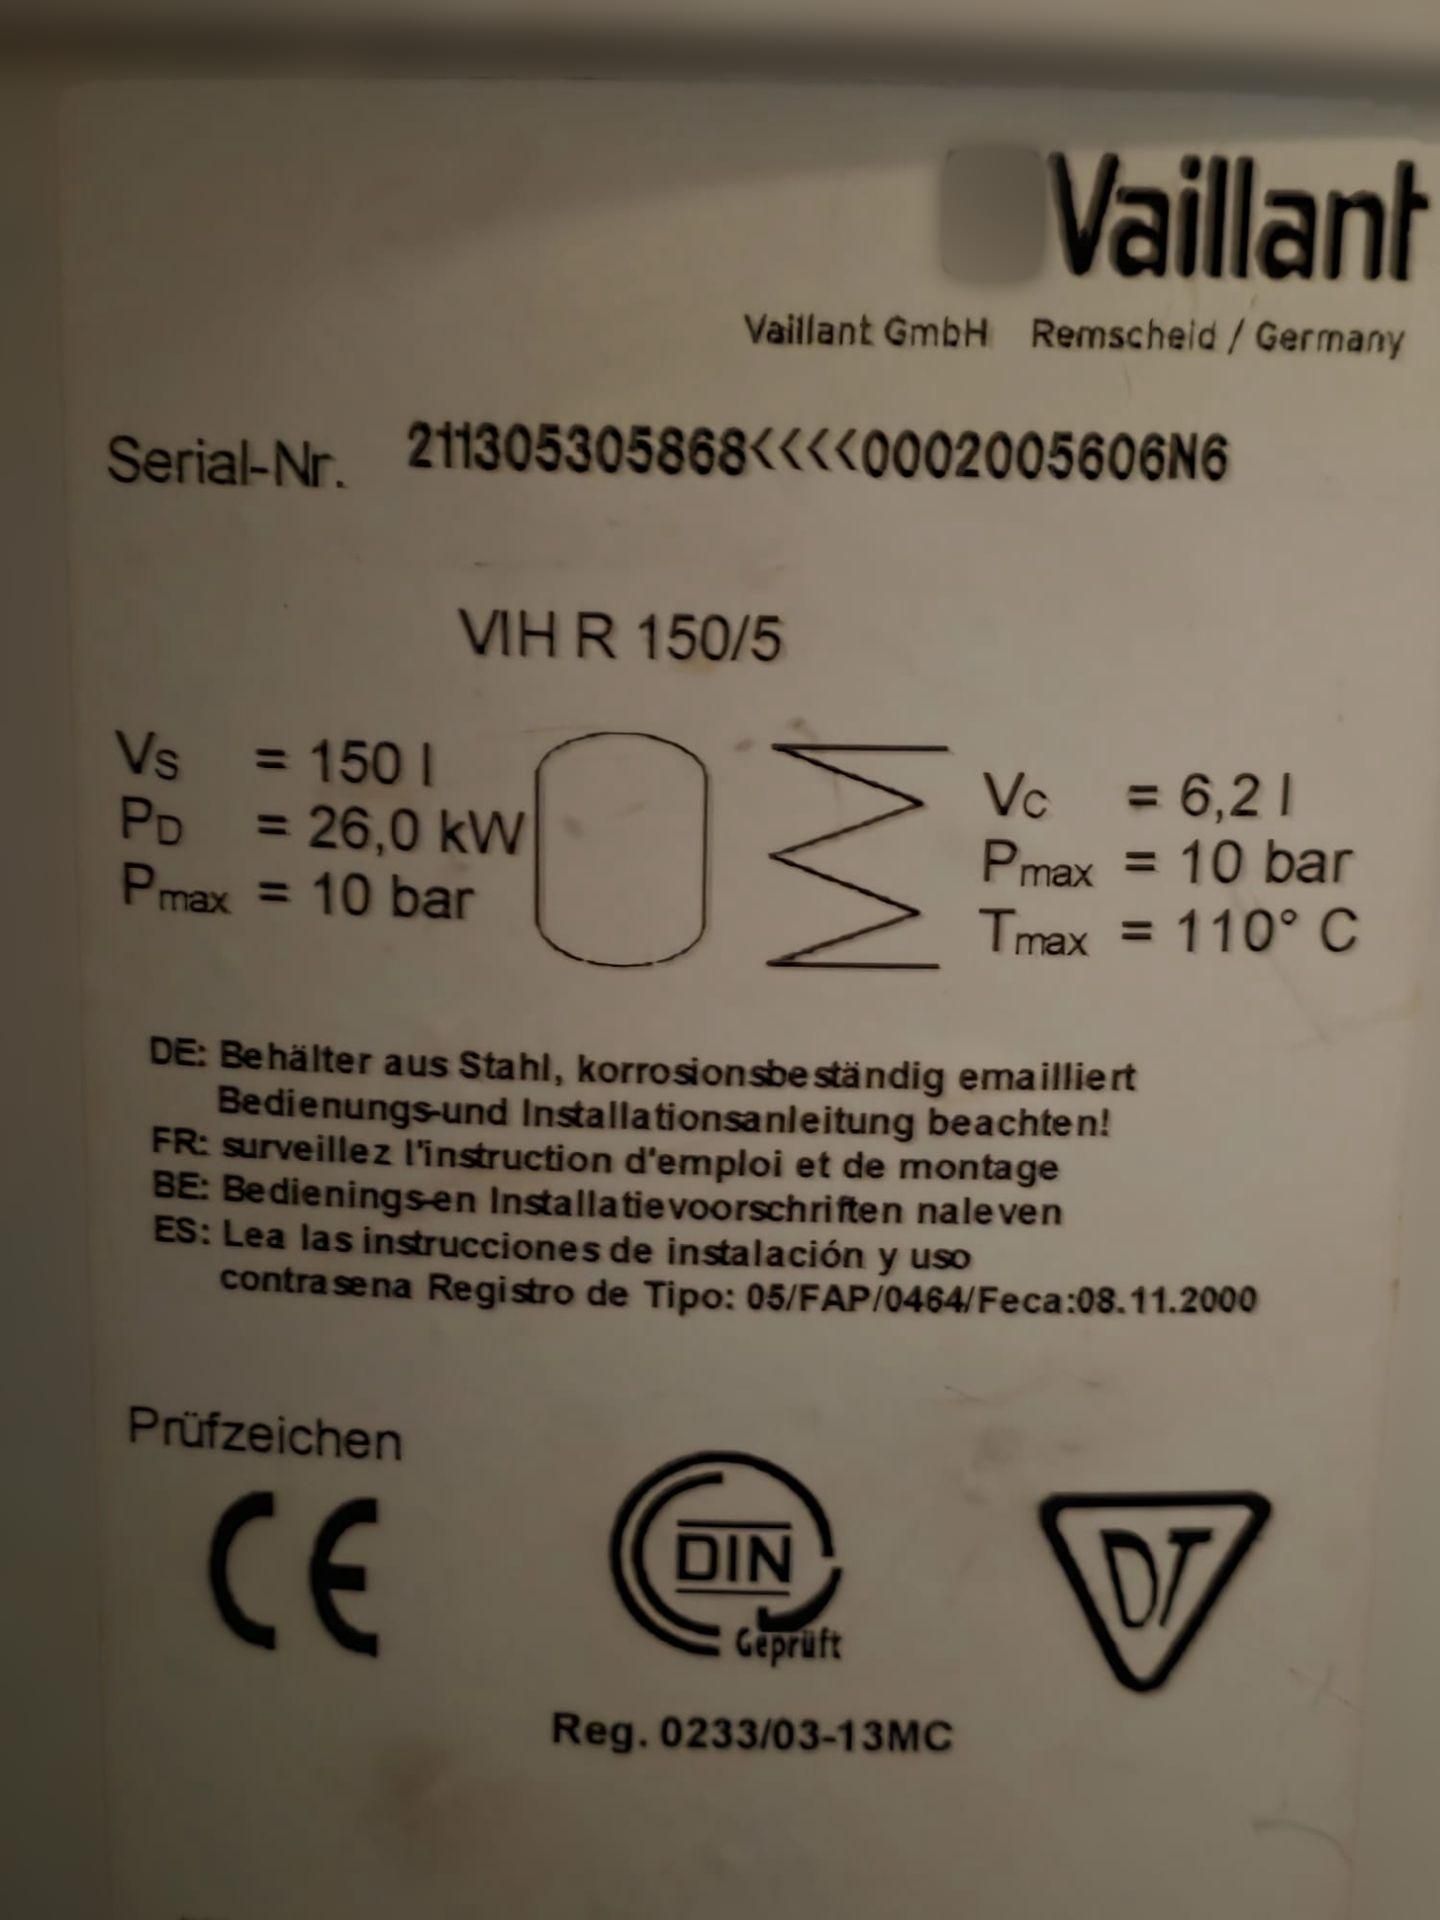 Vaillant
Vaillant GmbH Remscheid / Germany
Serial-Nr. 211305305868<<<<0002005606N6
VIH R 150/5
Vs = 150 l
PD = 26,0 kW
Pmax = 10 bar
Vc = 6,2 l
Pmax = 10 bar
Tmax = 110° C
DE: Behälter aus Stahl, korrosionsbeständig emailliert
Bedienungs-und Installationsanleitung beachten!
FR: surveillez l'instruction d'emploi et de montage
BE: Bedienings-en Installatievoorschriften naleven
ES: Lea las instrucciones de instalación y uso
contrasena Registro de Tipo: 05/FAP/0464/Feca:08.11.2000
Prüfzeichen
CE
DIN
Geprüft
DT
Reg. 0233/03-13MC